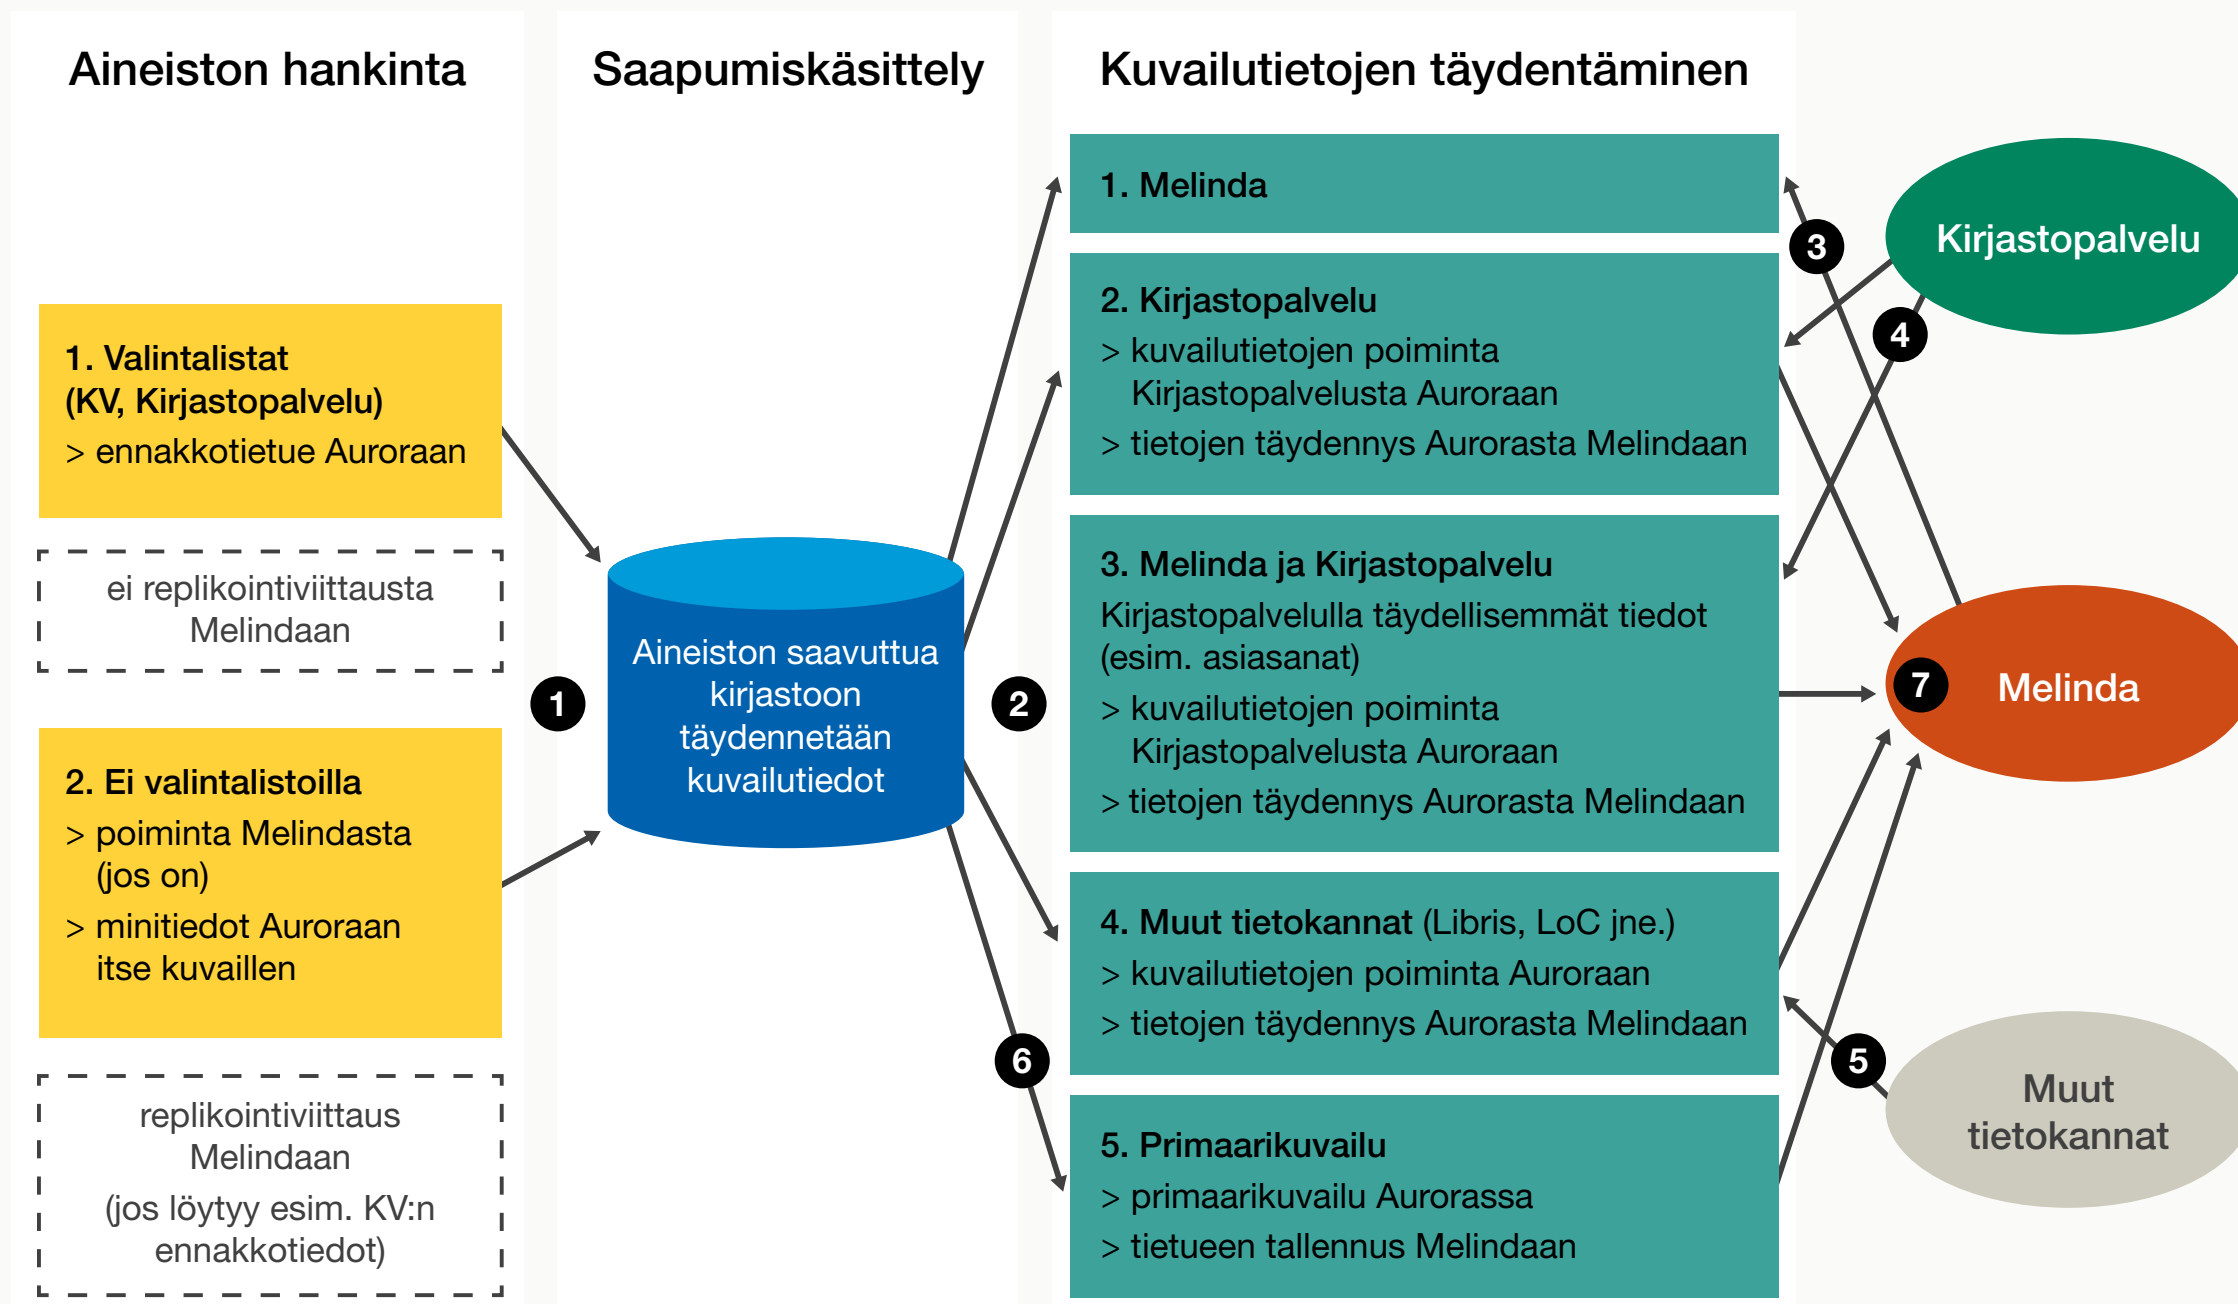 Aineiston hankinta
1. Valintalistat
(KV, Kirjastopalvelu)
> ennakkotietue Auroraan
ei replikointiviittausta
Melindaan
2. Ei valintalistoilla
> poiminta Melindasta
(jos on)
> minitiedot Auroraan
itse kuvaillen
replikointiviittaus
Melindaan
(jos löytyy esim. KV:n
ennakkotiedot)
1
Saapumiskäsittely
Aineiston saavuttua
kirjastoon
täydennetään
kuvailutiedot
2
6
Kuvailutietojen täydentäminen
1. Melinda
2. Kirjastopalvelu
> kuvailutietojen poiminta
Kirjastopalvelusta Auroraan
> tietojen täydennys Aurorasta Melindaan
3. Melinda ja Kirjastopalvelu
Kirjastopalvelulla täydellisemmät tiedot
(esim. asiasanat)
> kuvailutietojen poiminta
Kirjastopalvelusta Auroraan
> tietojen täydennys Aurorasta Melindaan
4. Muut tietokannat (Libris, LoC jne.)
> kuvailutietojen poiminta Auroraan
> tietojen täydennys Aurorasta Melindaan
5. Primaarikuvailu
> primaarikuvailu Aurorassa
> tietueen tallennus Melindaan
3
Kirjastopalvelu
4
7
Melinda
5
Muut
tietokannat